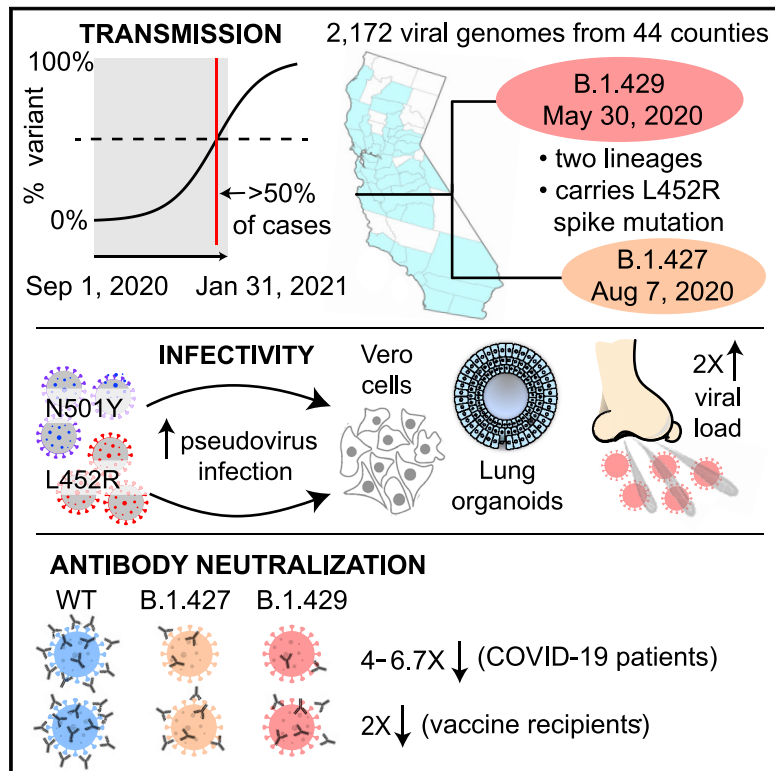 TRANSMISSION
100%
% variant
0%
>50%
of cases
Sep 1, 2020 Jan 31, 2021
2,172 viral genomes from 44 counties
B.1.429
May 30, 2020
• two lineages
• carries L452R
spike mutation
B.1.427
Aug 7, 2020
INFECTIVITY
N501Y
L452R
pseudovirus
infection
Vero
cells
Lung
organoids
2X
viral
load
ANTIBODY NEUTRALIZATION
WT B.1.427 B.1.429
4–6.7X ↓ (COVID-19 patients)
2X ↓ (vaccine recipients)